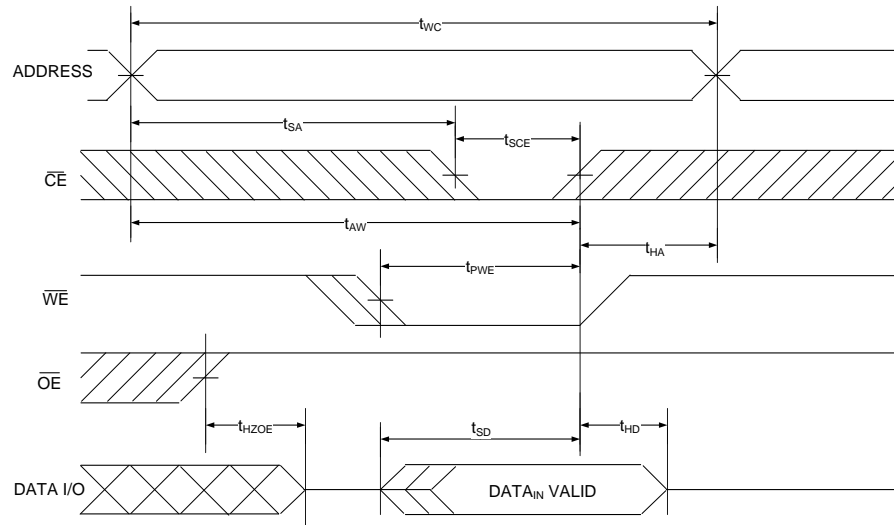 tWC
ADDRESS
tSA
tSCE
CE
tAW
tHA
tPWE
WE
OE
tHZOE
tSD
tHD
DATA I/O
DATAIN VALID